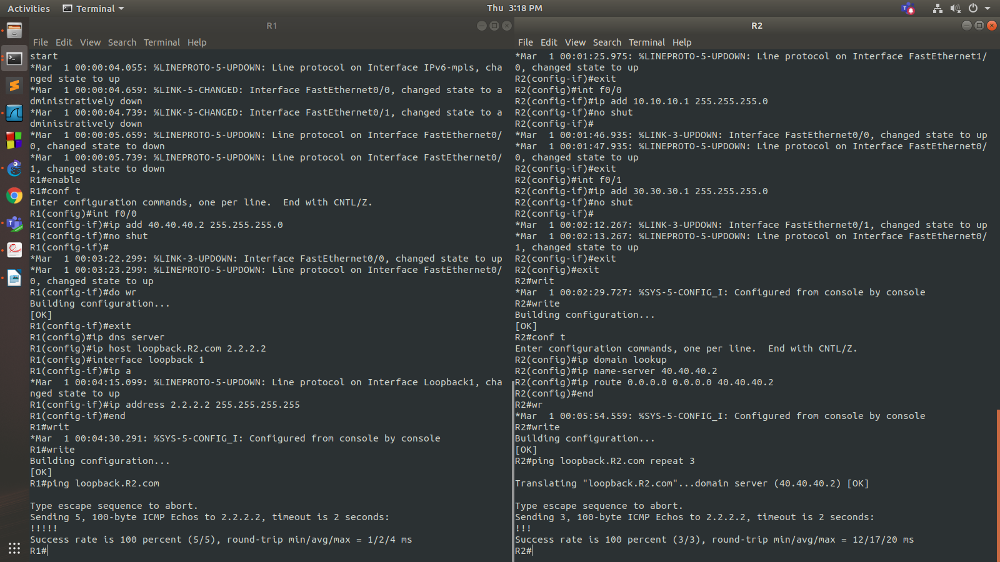 Activities
Terminal
Thu 3:18 PM
R1
File Edit View Search Terminal Help
start
*Mar  1 00:00:04.055: %LINEPROTO-5-UPDOWN: Line protocol on Interface IPv6-mpls, cha
nged state to up
*Mar  1 00:00:04.659: %LINK-5-CHANGED: Interface FastEthernet0/0, changed state to a
dministratively down
*Mar  1 00:00:04.739: %LINK-5-CHANGED: Interface FastEthernet0/1, changed state to a
dministratively down
*Mar  1 00:00:05.659: %LINEPROTO-5-UPDOWN: Line protocol on Interface FastEthernet0/
0, changed state to down
*Mar  1 00:00:05.739: %LINEPROTO-5-UPDOWN: Line protocol on Interface FastEthernet0/
1, changed state to down
R1#enable
R1#conf t
Enter configuration commands, one per line.  End with CNTL/Z.
R1(config)#int f0/0
R1(config-if)#ip add 40.40.40.2 255.255.255.0
R1(config-if)#no shut
R1(config-if)#
*Mar  1 00:03:22.299: %LINK-3-UPDOWN: Interface FastEthernet0/0, changed state to up
*Mar  1 00:03:23.299: %LINEPROTO-5-UPDOWN: Line protocol on Interface FastEthernet0/
0, changed state to up
R1(config-if)#do wr
Building configuration...
[OK]
R1(config-if)#exit
R1(config)#ip dns server
R1(config)#ip host loopback.R2.com 2.2.2.2
R1(config)#interface loopback 1
R1(config-if)#ip a
*Mar  1 00:04:15.099: %LINEPROTO-5-UPDOWN: Line protocol on Interface Loopback1, cha
nged state to up
R1(config-if)#ip address 2.2.2.2 255.255.255.255
R1(config-if)#end
R1#writ
*Mar  1 00:04:30.291: %SYS-5-CONFIG_I: Configured from console by console
R1#write
Building configuration...
[OK]
R1#ping loopback.R2.com
Type escape sequence to abort.
Sending 5, 100-byte ICMP Echos to 2.2.2.2, timeout is 2 seconds:
!!!!!
Success rate is 100 percent (5/5), round-trip min/avg/max = 1/2/4 ms
R1#
R2
File Edit View Search Terminal Help
*Mar  1 00:01:25.975: %LINEPROTO-5-UPDOWN: Line protocol on Interface FastEthernet1/
0, changed state to up
R2(config-if)#exit
R2(config)#int f0/0
R2(config-if)#ip add 10.10.10.1 255.255.255.0
R2(config-if)#no shut
R2(config-if)#
*Mar  1 00:01:46.935: %LINK-3-UPDOWN: Interface FastEthernet0/0, changed state to up
*Mar  1 00:01:47.935: %LINEPROTO-5-UPDOWN: Line protocol on Interface FastEthernet0/
0, changed state to up
R2(config-if)#exit
R2(config)#int f0/1
R2(config-if)#ip add 30.30.30.1 255.255.255.0
R2(config-if)#no shut
R2(config-if)#
*Mar  1 00:02:12.267: %LINK-3-UPDOWN: Interface FastEthernet0/1, changed state to up
*Mar  1 00:02:13.267: %LINEPROTO-5-UPDOWN: Line protocol on Interface FastEthernet0/
1, changed state to up
R2(config-if)#exit
R2(config)#exit
R2#writ
*Mar  1 00:02:29.727: %SYS-5-CONFIG_I: Configured from console by console
R2#write
Building configuration...
[OK]
R2#conf t
Enter configuration commands, one per line.  End with CNTL/Z.
R2(config)#ip domain lookup
R2(config)#ip name-server 40.40.40.2
R2(config)#ip route 0.0.0.0 0.0.0.0 40.40.40.2
R2(config)#end
R2#wr
*Mar  1 00:05:54.559: %SYS-5-CONFIG_I: Configured from console by console
R2#write
Building configuration...
[OK]
R2#ping loopback.R2.com repeat 3
Translating "loopback.R2.com"...domain server (40.40.40.2) [OK]
Type escape sequence to abort.
Sending 3, 100-byte ICMP Echos to 2.2.2.2, timeout is 2 seconds:
!!!
Success rate is 100 percent (3/3), round-trip min/avg/max = 12/17/20 ms
R2#